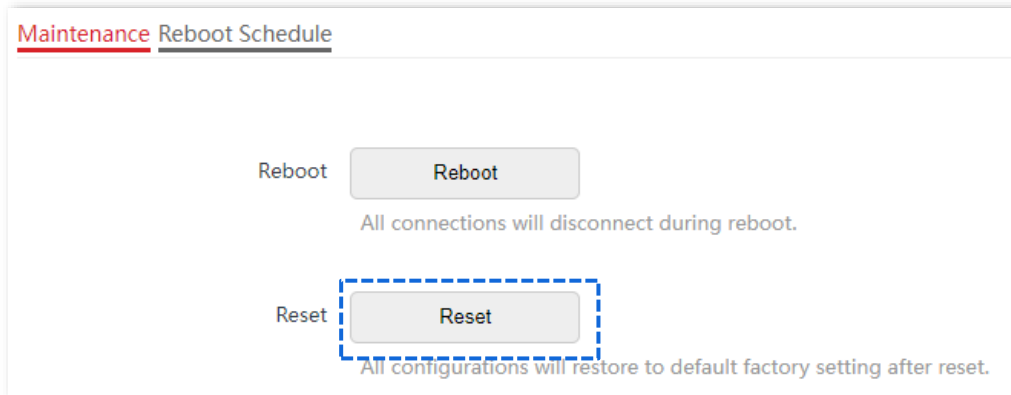 Maintenance Reboot Schedule
Reboot Reboot
All connections will disconnect during reboot.
Reset Reset
All configurations will restore to default factory setting after reset.